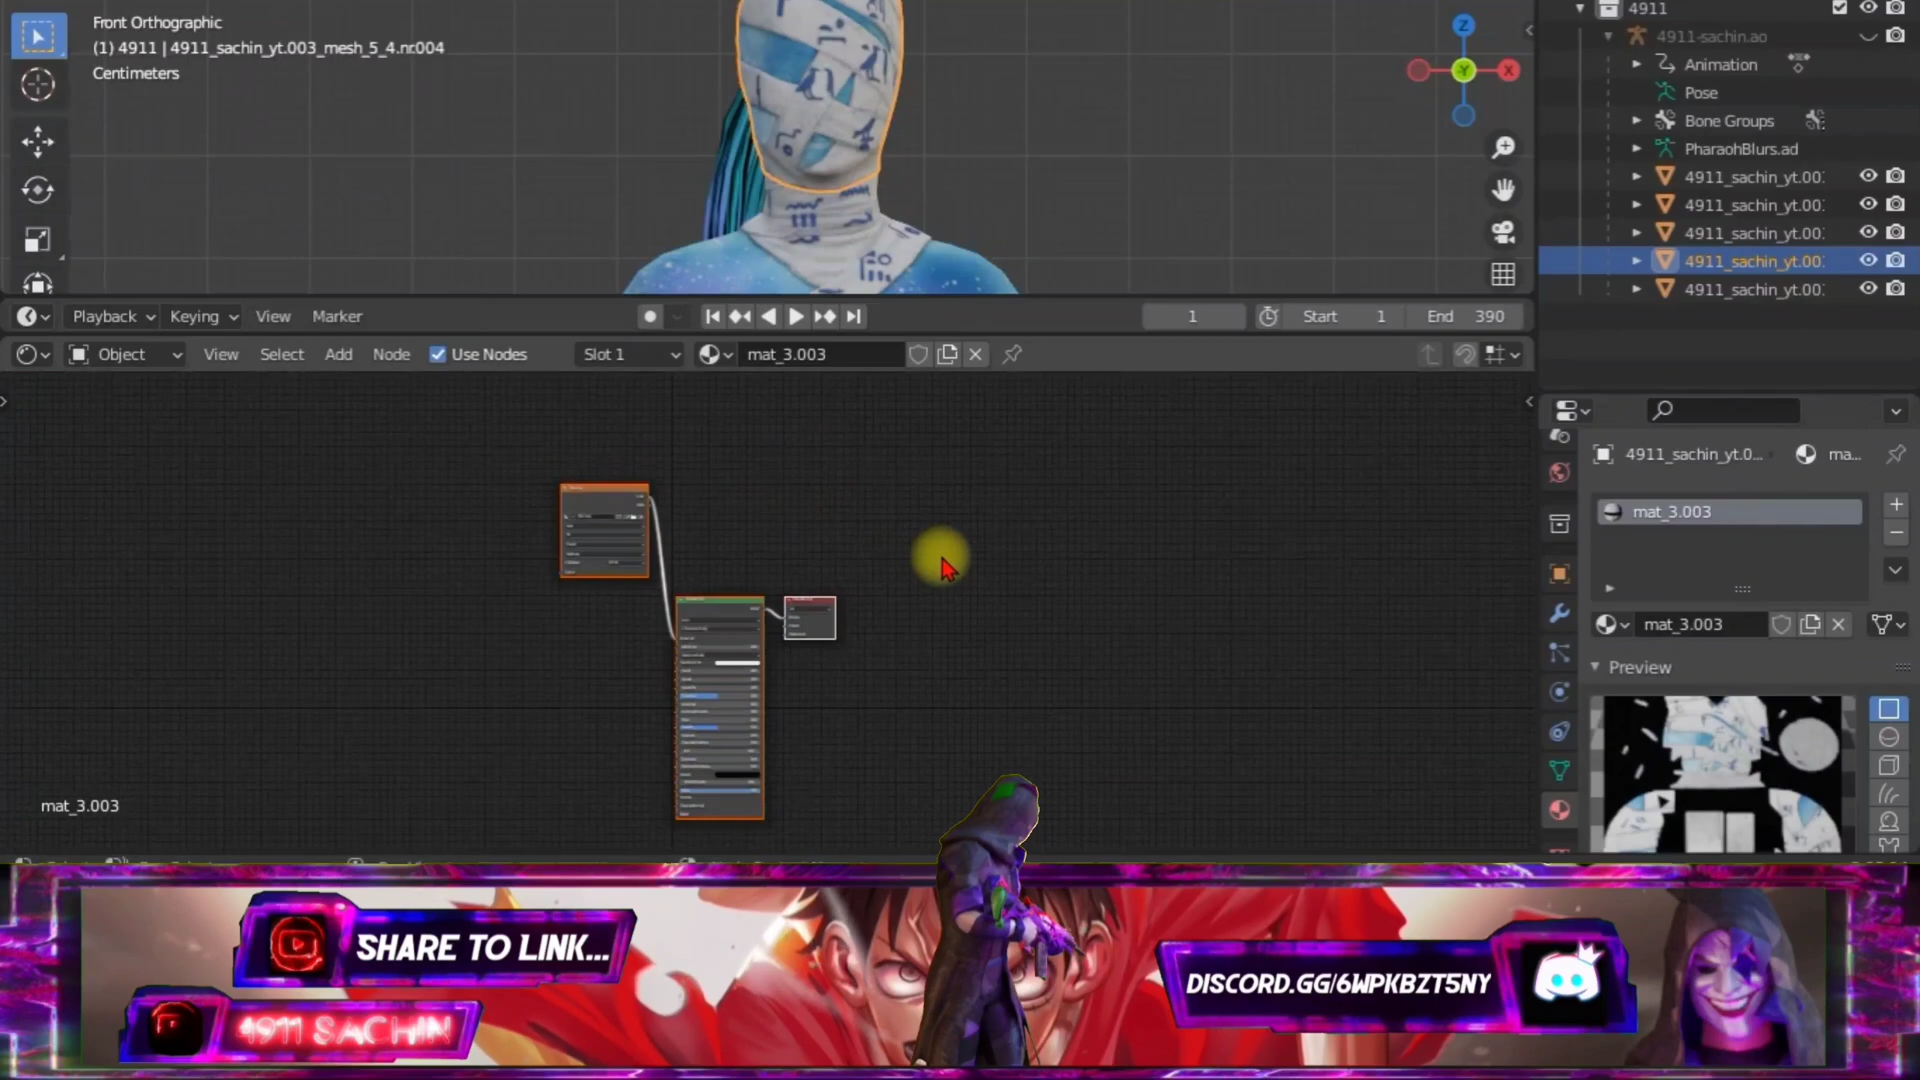 Front Orthographic
(1) 4911 | 4911_sachin_yt.003_mesh_5_4.nr.004
Centimeters
4911
4911-sachin.ao
Animation
Pose
Bone Groups
PharaohBlurs.ad
4911_sachin_yt.00
4911_sachin_yt.00
4911_sachin_yt.00
4911_sachin_yt.00
4911_sachin_yt.00
Z
Y
X
Playback
Keying
View
Marker
1
Start 1
End 390
Object
View
Select
Add
Node
Use Nodes
Slot 1
mat_3.003
4911_sachin_yt.0...
ma...
mat_3.003
mat_3.003
Preview
mat_3.003
SHARE TO LINK...
4911 SACHIN
DISCORD.GG/6WPKBZT5NY